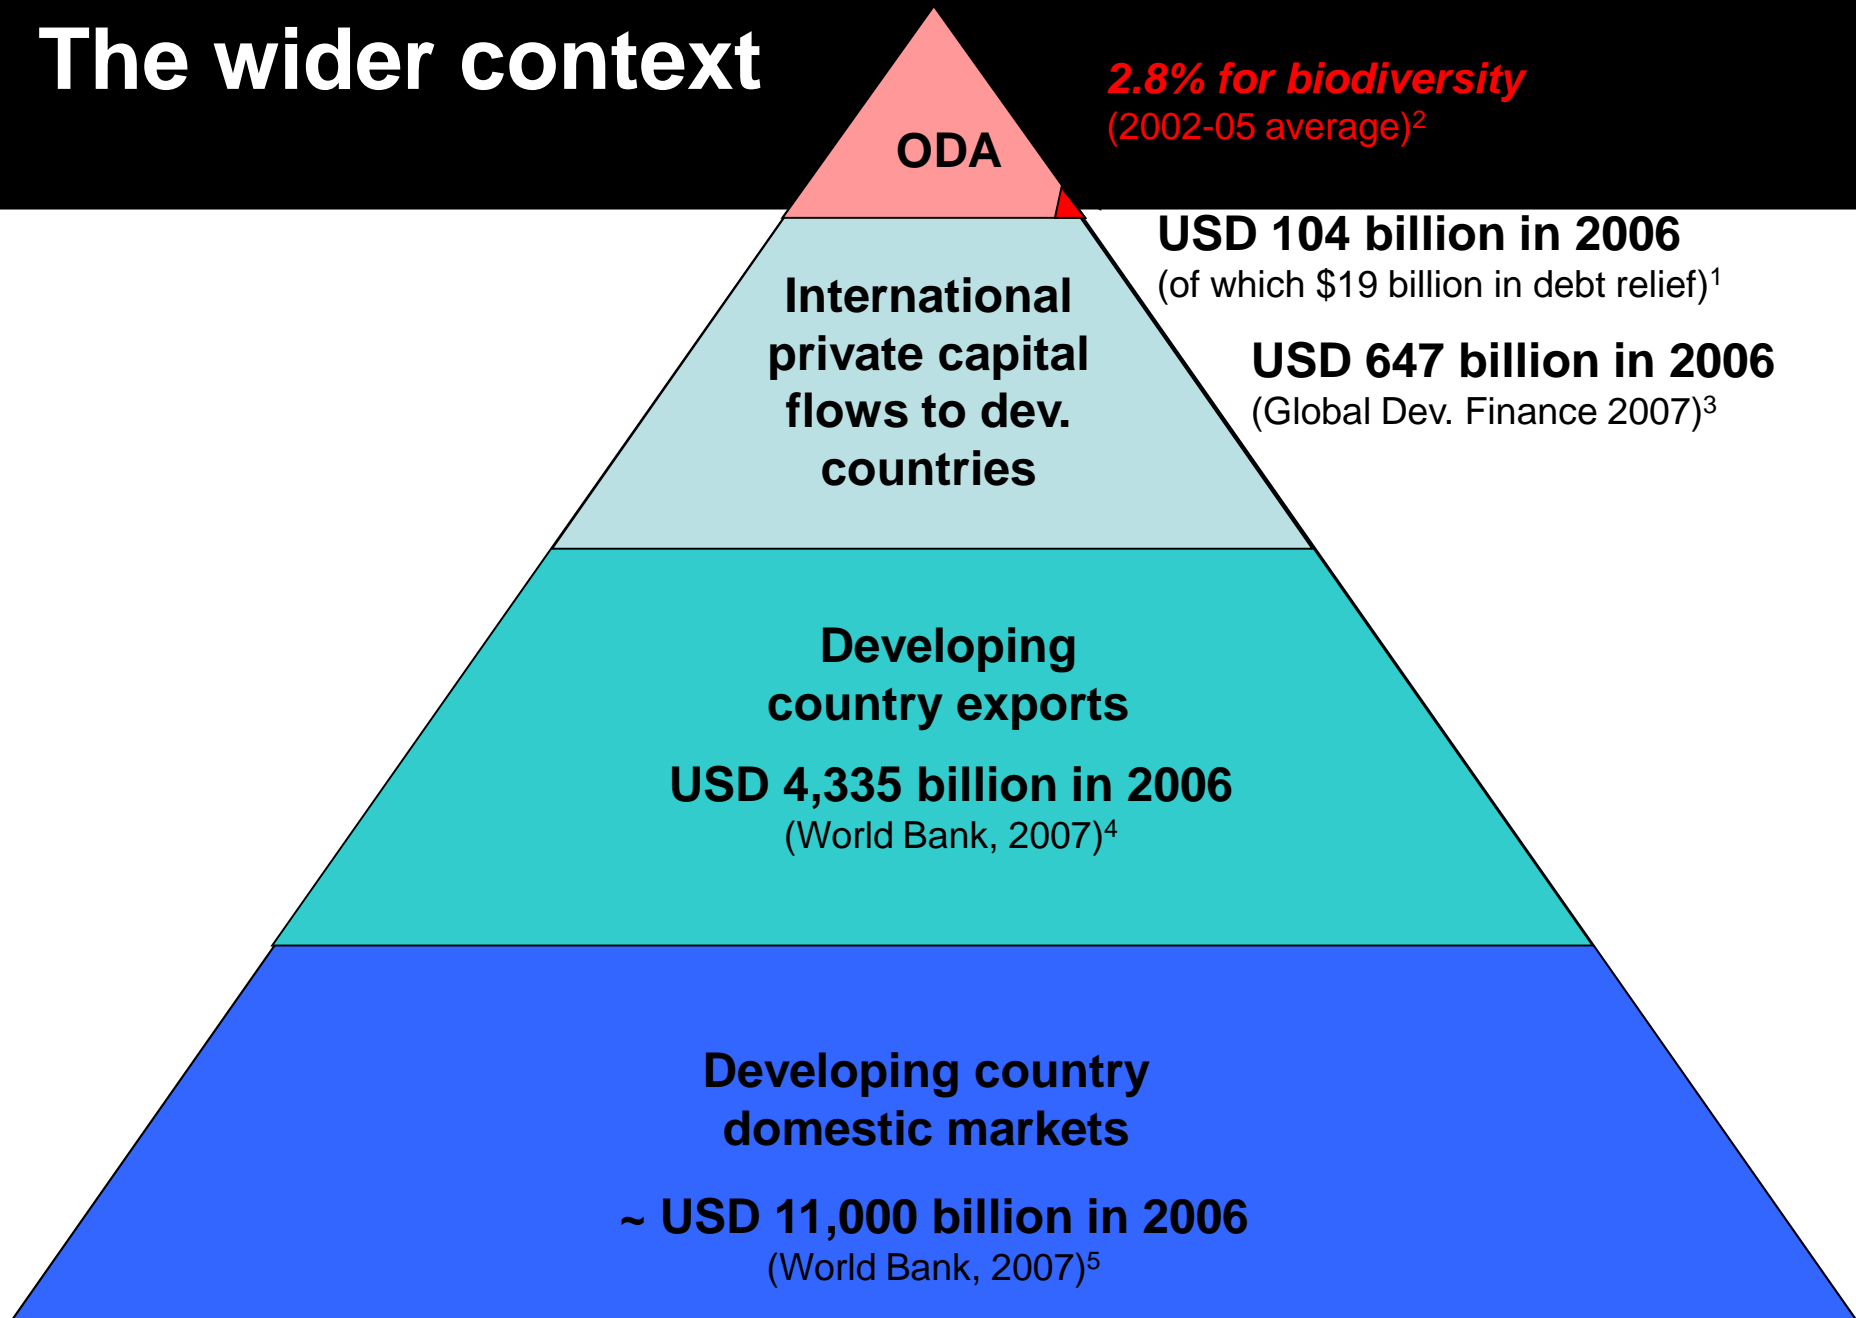 The wider context
2.8% for biodiversity
(2002-05 average)²
ODA
USD 104 billion in 2006
(of which $19 billion in debt relief)¹
International
private capital
flows to dev.
countries
USD 647 billion in 2006
(Global Dev. Finance 2007)³
Developing
country exports
USD 4,335 billion in 2006
(World Bank, 2007)⁴
Developing country
domestic markets
~ USD 11,000 billion in 2006
(World Bank, 2007)⁵